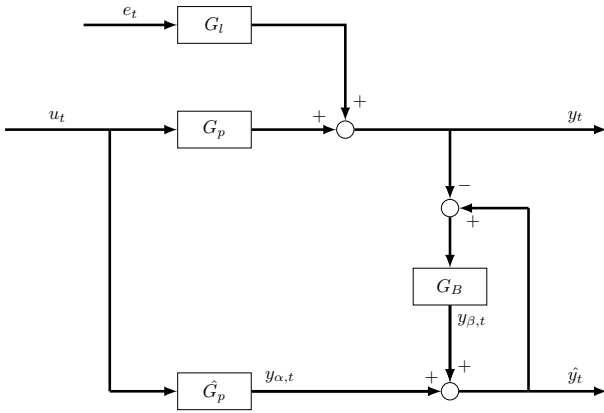 e_t
G_l
+
u_t
G_p
+
y_t
−
+
G_B
y_{β,t}
+
y_{α,t}
+
Ĝ_p
ŷ_t